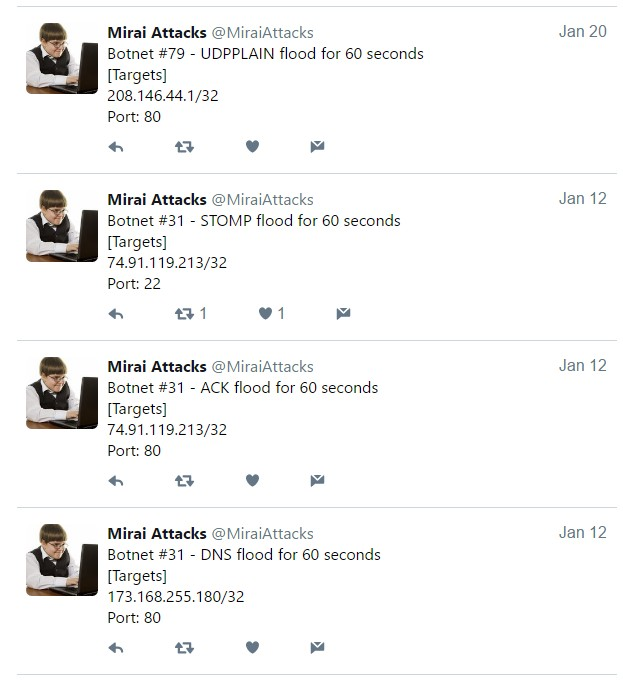 Mirai Attacks @MiraiAttacks Jan 20
Botnet #79 - UDPPLAIN flood for 60 seconds
[Targets]
208.146.44.1/32
Port: 80
Mirai Attacks @MiraiAttacks Jan 12
Botnet #31 - STOMP flood for 60 seconds
[Targets]
74.91.119.213/32
Port: 22
1 1
Mirai Attacks @MiraiAttacks Jan 12
Botnet #31 - ACK flood for 60 seconds
[Targets]
74.91.119.213/32
Port: 80
Mirai Attacks @MiraiAttacks Jan 12
Botnet #31 - DNS flood for 60 seconds
[Targets]
173.168.255.180/32
Port: 80